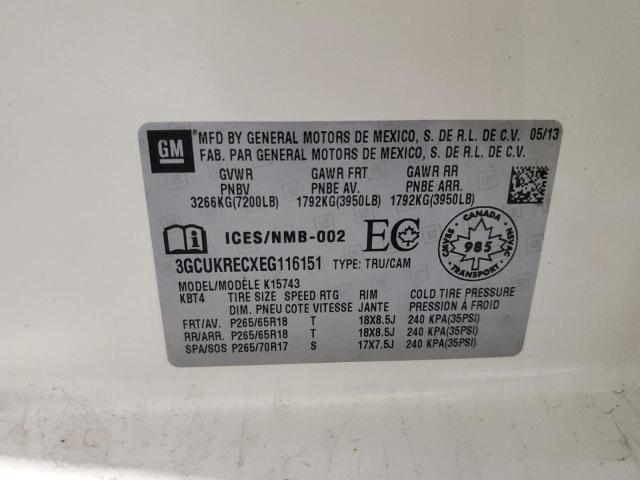 GM
MFD BY GENERAL MOTORS DE MEXICO, S. DE R.L. DE C.V. 05/13
FAB. PAR GENERAL MOTORS DE MEXICO, S. DE R.L. DE C.V.
GVWR GAWR FRT GAWR RR
PNBV PNBE AV. PNBE ARR.
3266KG(7200LB) 1792KG(3950LB) 1792KG(3950LB)
ICES/NMB-002 EC
CANADA
CMVSS 985 NSVAC
TRANSPORT
3GCUKRECXEG116151 TYPE: TRU/CAM
MODEL/MODÈLE K15743
KBT4 TIRE SIZE SPEED RTG RIM COLD TIRE PRESSURE
DIM. PNEU COTE VITESSE JANTE PRESSION À FROID
FRT/AV. P265/65R18 T 18X8.5J 240 KPA(35PSI)
RR/ARR. P265/65R18 T 18X8.5J 240 KPA(35PSI)
SPA/SOS P265/70R17 S 17X7.5J 240 KPA(35PSI)